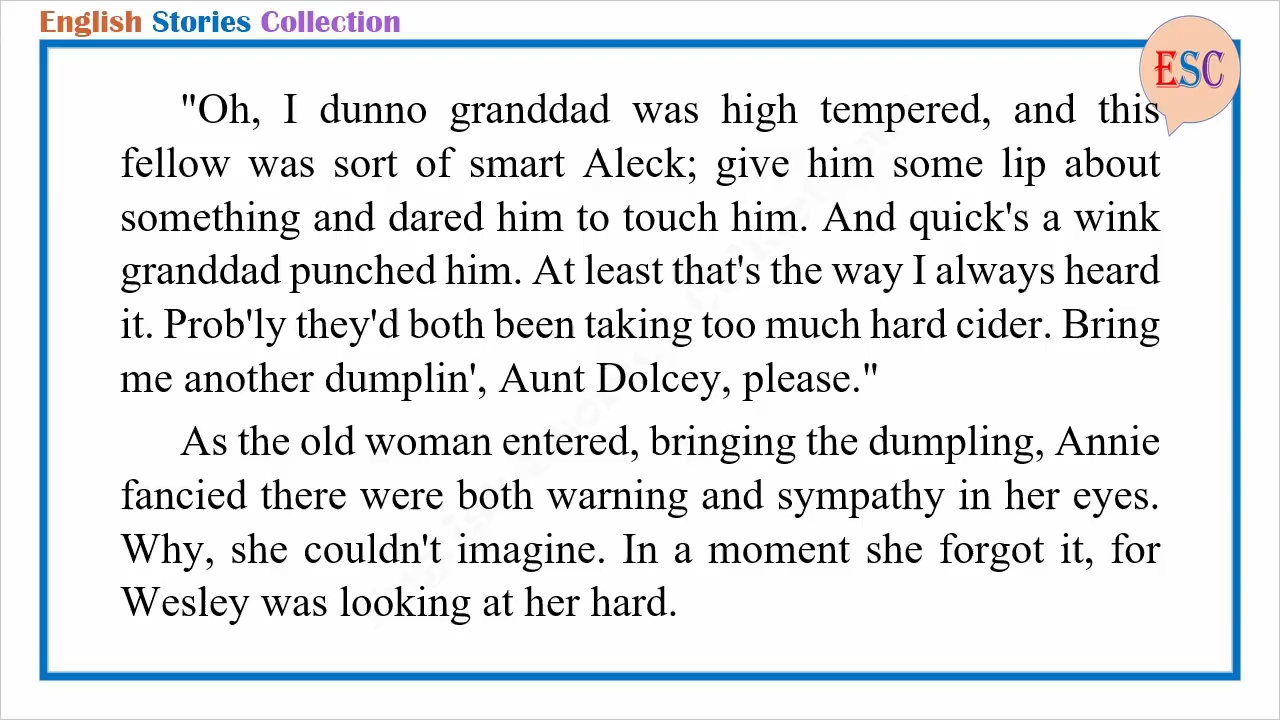 English Stories Collection
ESC
"Oh, I dunno granddad was high tempered, and this
fellow was sort of smart Aleck; give him some lip about
something and dared him to touch him. And quick's a wink
granddad punched him. At least that's the way I always heard
it. Prob'ly they'd both been taking too much hard cider. Bring
me another dumplin', Aunt Dolcey, please."
As the old woman entered, bringing the dumpling, Annie
fancied there were both warning and sympathy in her eyes.
Why, she couldn't imagine. In a moment she forgot it, for
Wesley was looking at her hard.